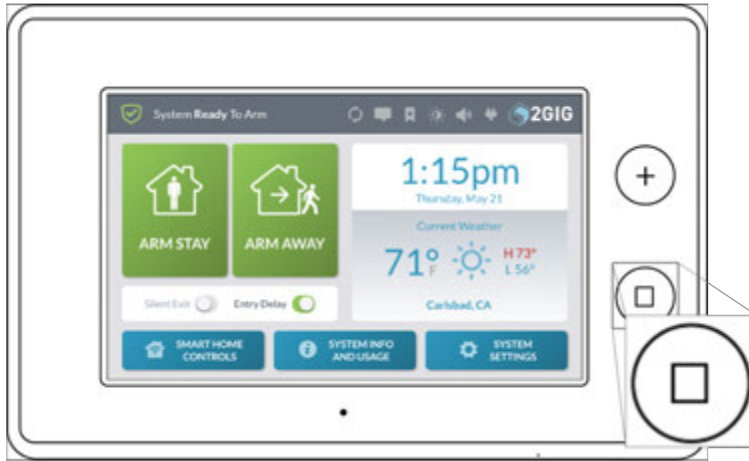 System Ready To Arm
2GIG
ARM STAY
ARM AWAY
1:15pm
Thursday, May 21
Current Weather
71° F
H 73°
L 56°
Carlsbad, CA
Silent Exit
Entry Delay
SMART HOME
CONTROLS
SYSTEM INFO
AND USAGE
SYSTEM
SETTINGS